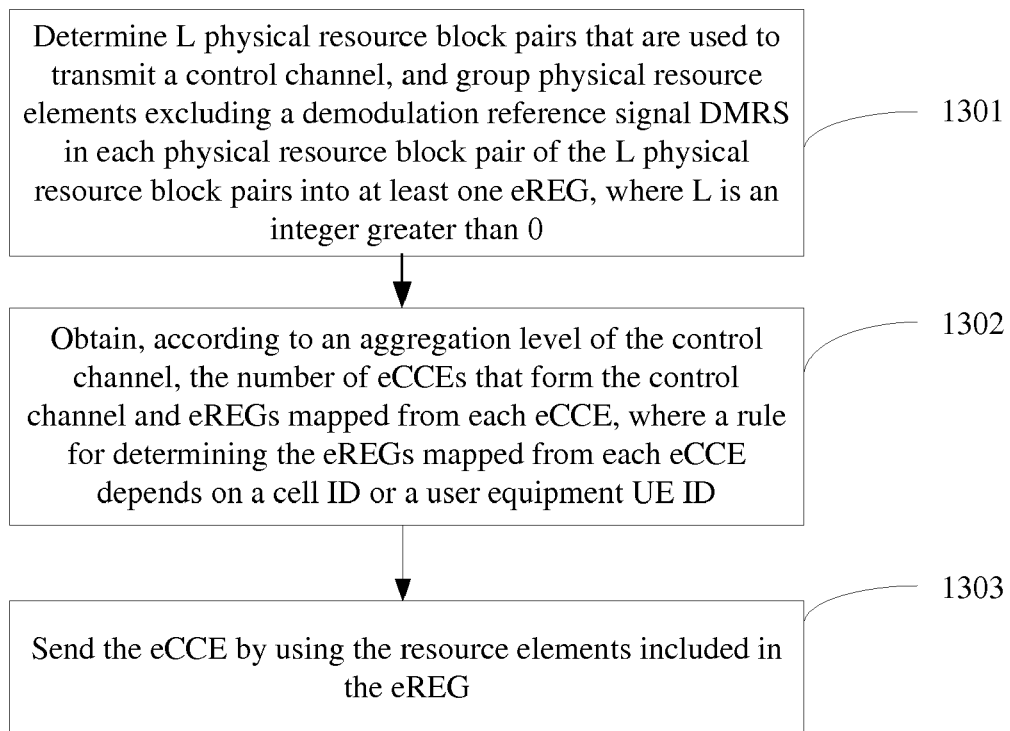 Determine L physical resource block pairs that are used to
transmit a control channel, and group physical resource
elements excluding a demodulation reference signal DMRS
in each physical resource block pair of the L physical
resource block pairs into at least one eREG, where L is an
integer greater than 0
1301
Obtain, according to an aggregation level of the control
channel, the number of eCCEs that form the control
channel and eREGs mapped from each eCCE, where a rule
for determining the eREGs mapped from each eCCE
depends on a cell ID or a user equipment UE ID
1302
Send the eCCE by using the resource elements included in
the eREG
1303